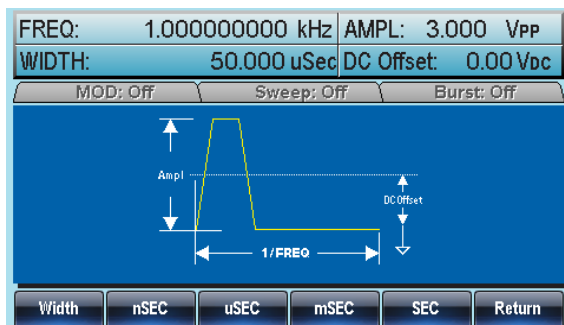 FREQ: 1.000000000 kHz AMPL: 3.000 VPP
WIDTH: 50.000 uSec DC Offset: 0.00 VDC
MOD: Off Sweep: Off Burst: Off
Ampl
DC Offset
1/FREQ
Width nSEC uSEC mSEC SEC Return